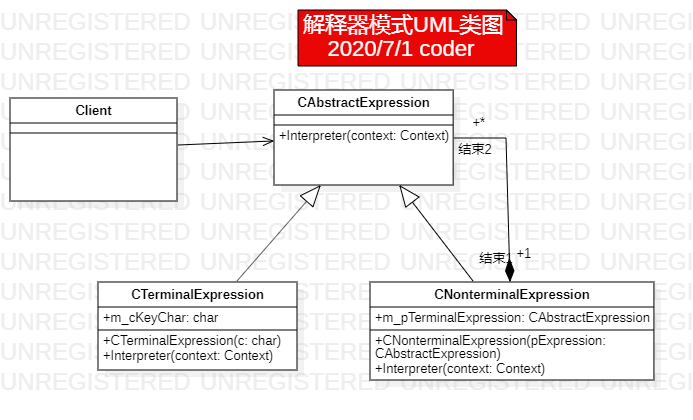 解释器模式UML类图
2020/7/1 coder
Client
CAbstractExpression
+Interpreter(context: Context)
+*
结束2
结束1
+1
CTerminalExpression
+m_cKeyChar: char
+CTerminalExpression(c: char)
+Interpreter(context: Context)
CNonterminalExpression
+m_pTerminalExpression: CAbstractExpression
+CNonterminalExpression(pExpression:
CAbstractExpression)
+Interpreter(context: Context)
UNREGISTERED UNREGISTERED UNREGISTERED UNREGISTERED